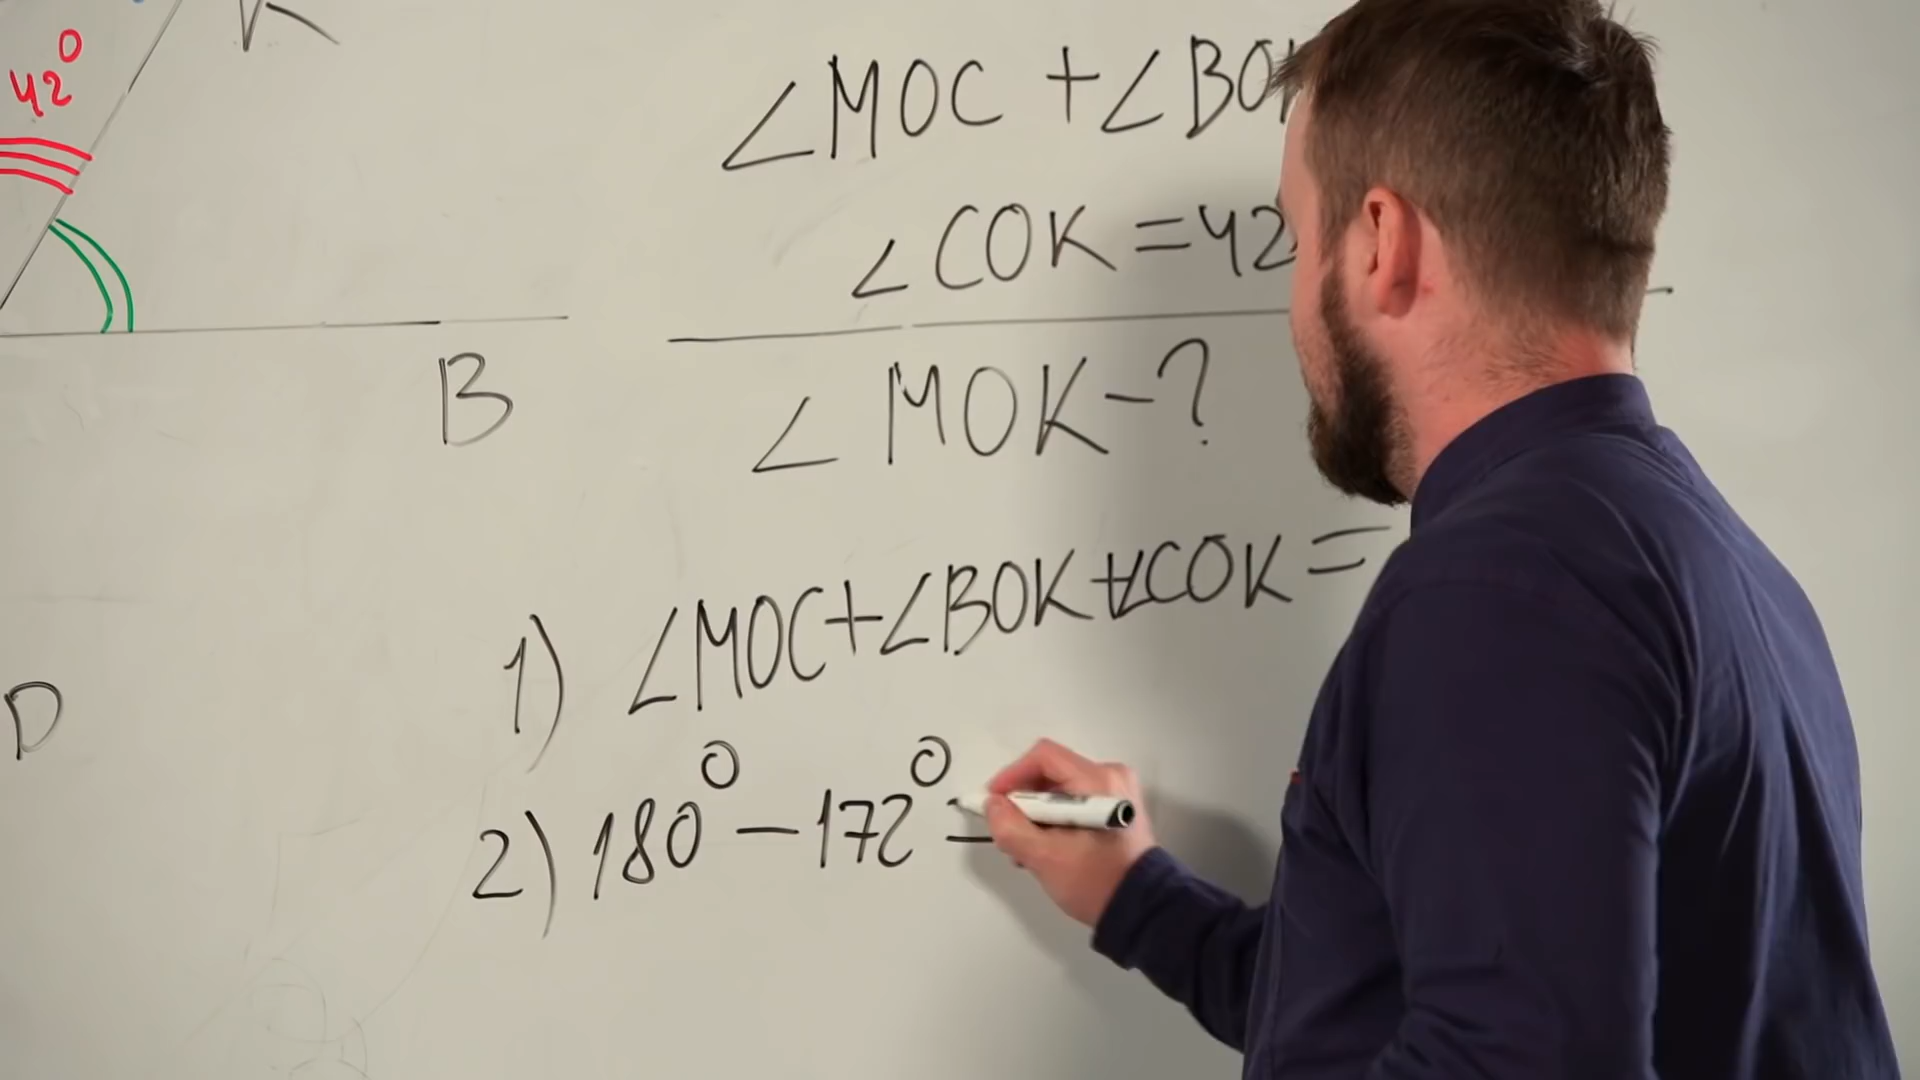 K
42°
∠MOC + ∠BOK
∠COK = 42
B
∠MOK - ?
1) ∠MOC + ∠BOK + ∠COK =
D
2) 180° - 172° =